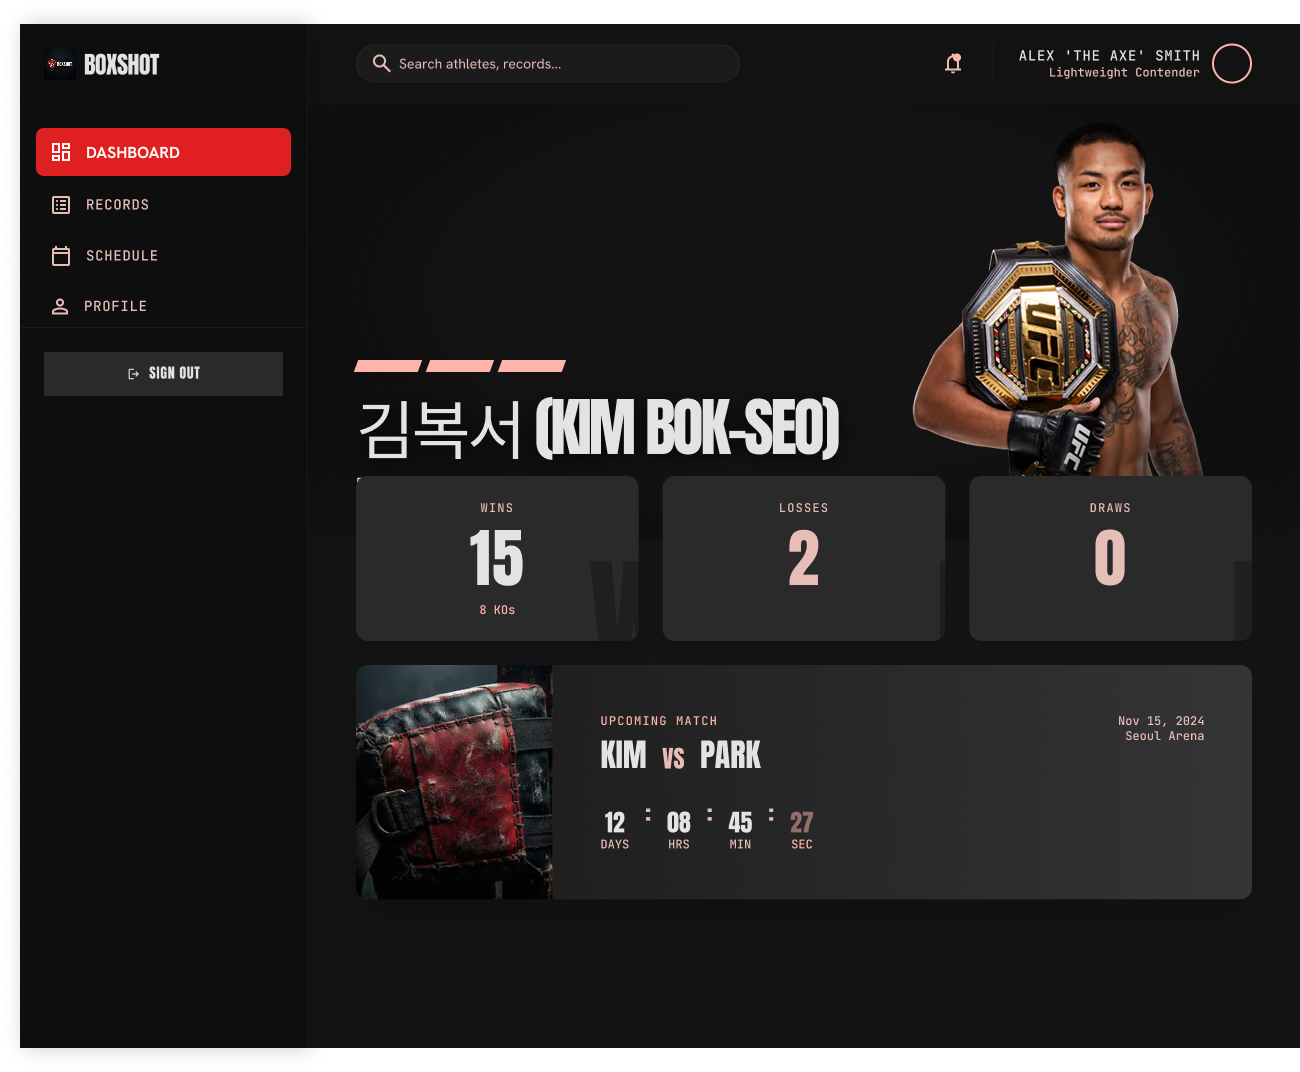 BOXSHOT
Search athletes, records...
ALEX 'THE AXE' SMITH
Lightweight Contender
DASHBOARD
RECORDS
SCHEDULE
PROFILE
SIGN OUT
UFC
UFC
김복서 (KIM BOK-SEO)
WINS
15
8 KOs
LOSSES
2
DRAWS
0
UPCOMING MATCH
KIM VS PARK
Nov 15, 2024
Seoul Arena
12 : 08 : 45 : 27
DAYS HRS MIN SEC